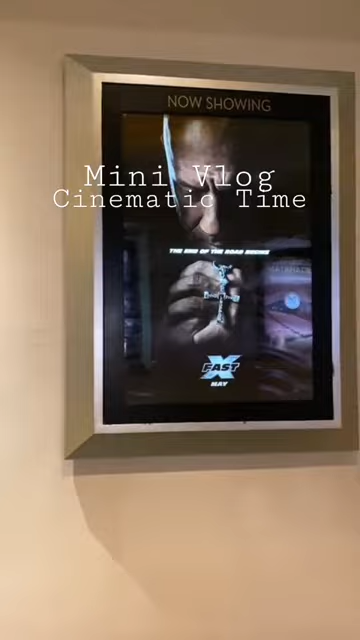 NOW SHOWING
Mini Vlog
Cinematic Time
THE END OF THE ROAD BEGINS
FAST X
MAY